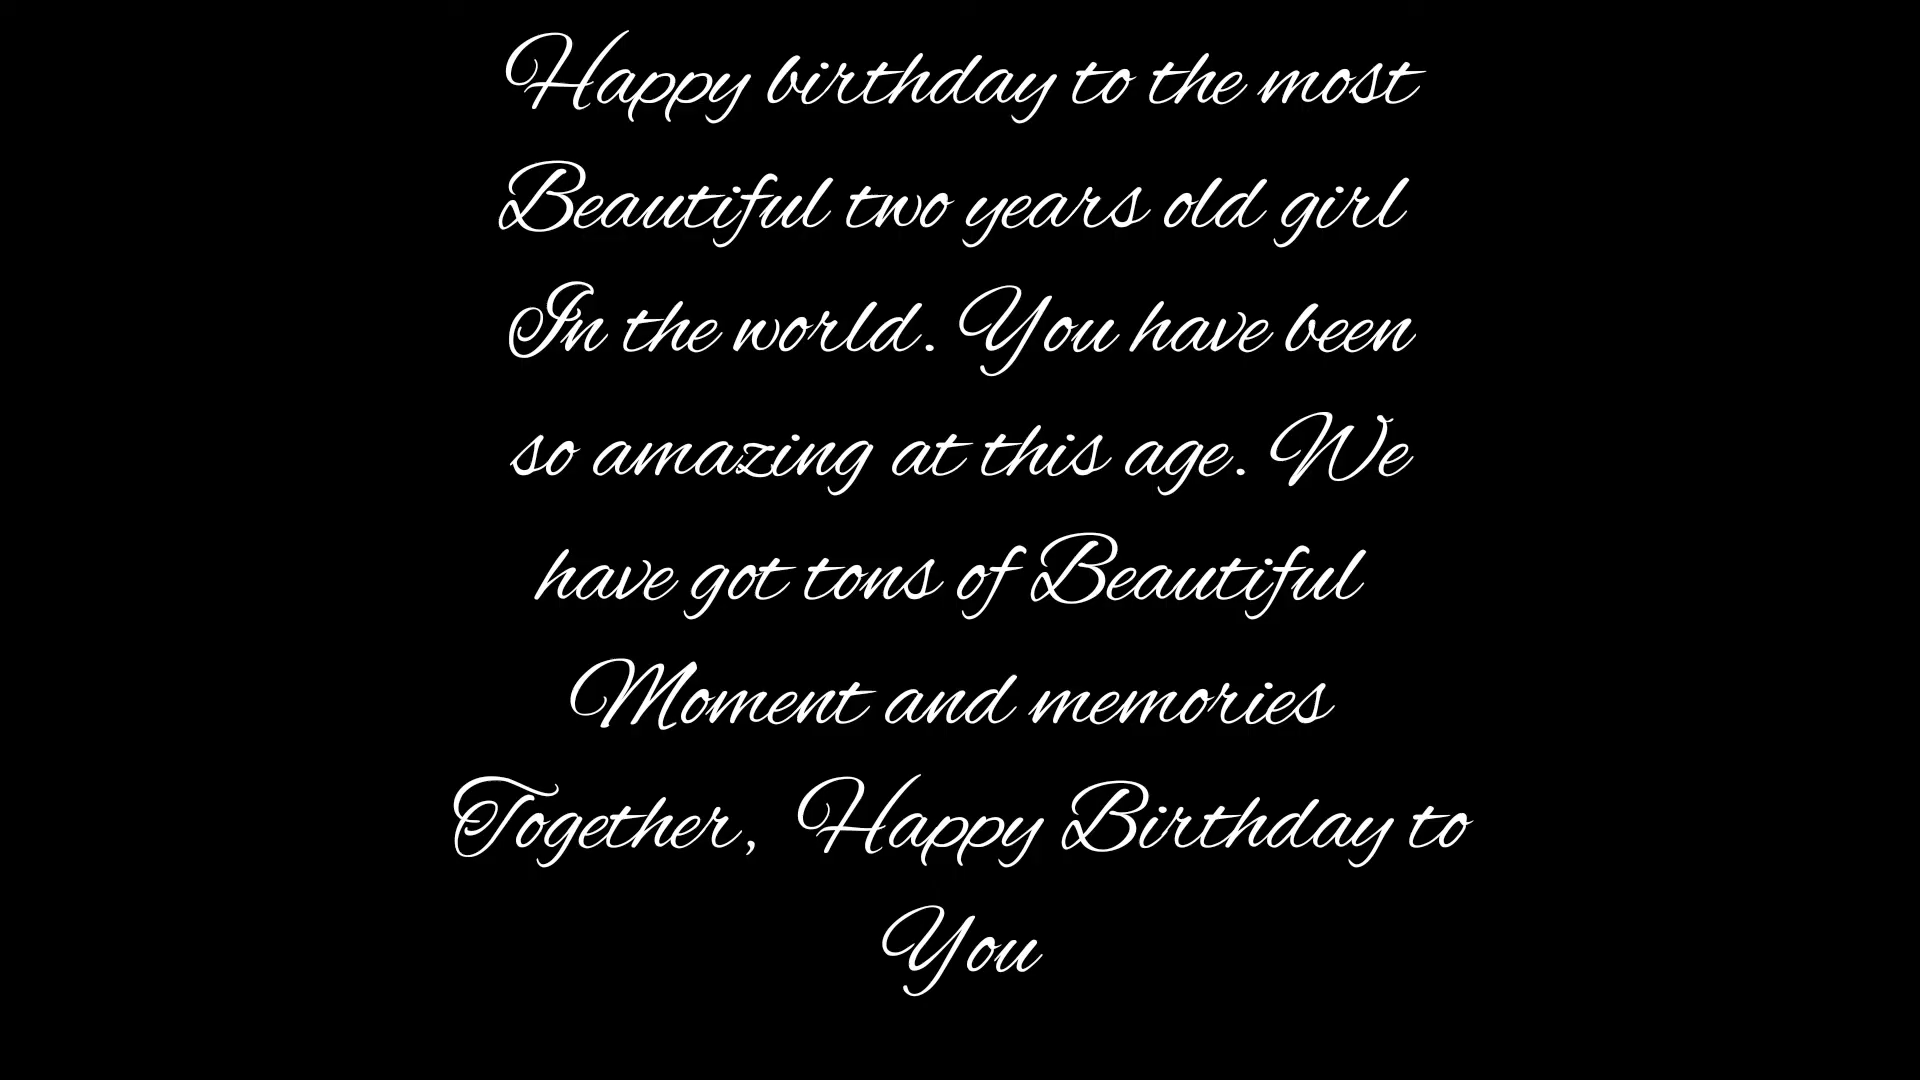 Happy birthday to the most
Beautiful two years old girl
In the world. You have been
so amazing at this age. We
have got tons of Beautiful
Moment and memories
Together, Happy Birthday to
You